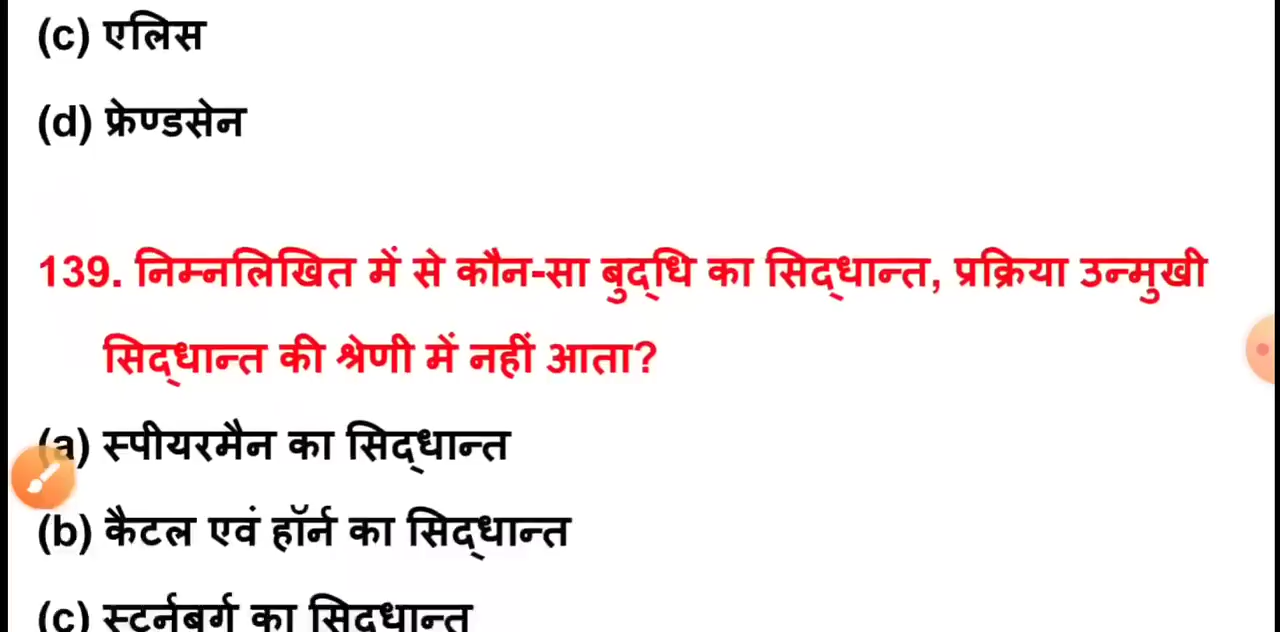 (c) एलिस
(d) फ्रेण्डसेन
139. निम्नलिखित में से कौन-सा बुद्धि का सिद्धान्त, प्रक्रिया उन्मुखी
सिद्धान्त की श्रेणी में नहीं आता?
(a) स्पीयरमैन का सिद्धान्त
(b) कैटल एवं हॉर्न का सिद्धान्त
(c) स्टर्नबर्ग का सिद्धान्त